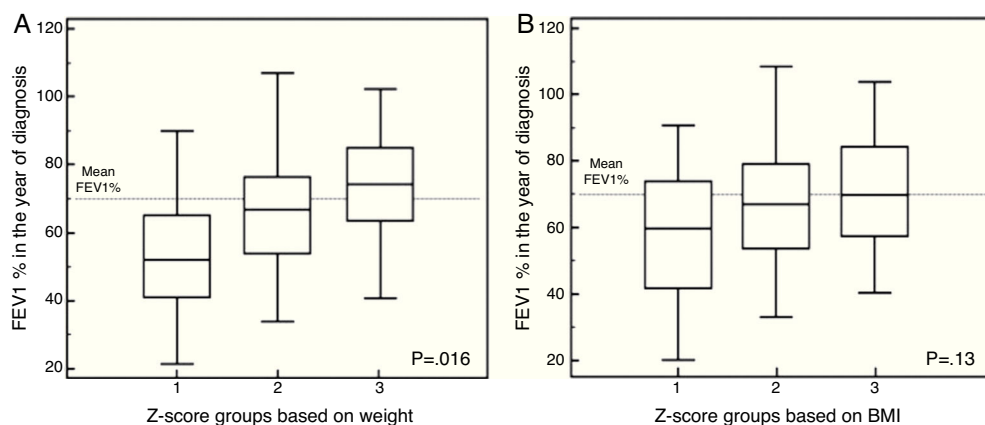 A
FEV1 % in the year of diagnosis
120
100
80
60
40
20
Mean
FEV1%
P=.016
1
2
3
Z-score groups based on weight
B
FEV1 % in the year of diagnosis
120
100
80
60
40
20
Mean
FEV1%
P=.13
1
2
3
Z-score groups based on BMI